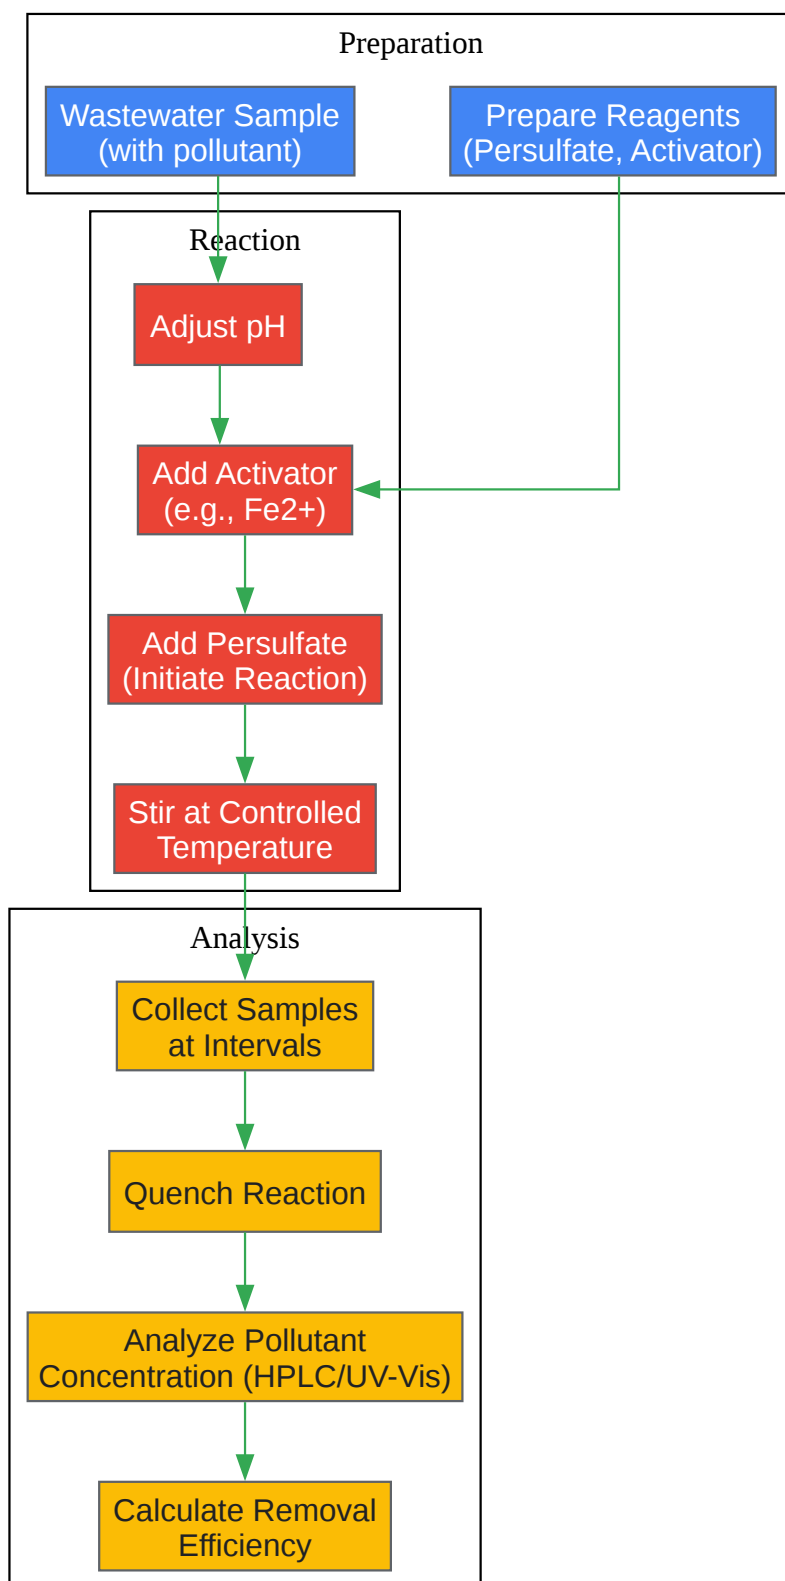 Preparation
Wastewater Sample
(with pollutant)
Prepare Reagents
(Persulfate, Activator)
Reaction
Adjust pH
Add Activator
(e.g., Fe2+)
Add Persulfate
(Initiate Reaction)
Stir at Controlled
Temperature
Analysis
Collect Samples
at Intervals
Quench Reaction
Analyze Pollutant
Concentration (HPLC/UV-Vis)
Calculate Removal
Efficiency